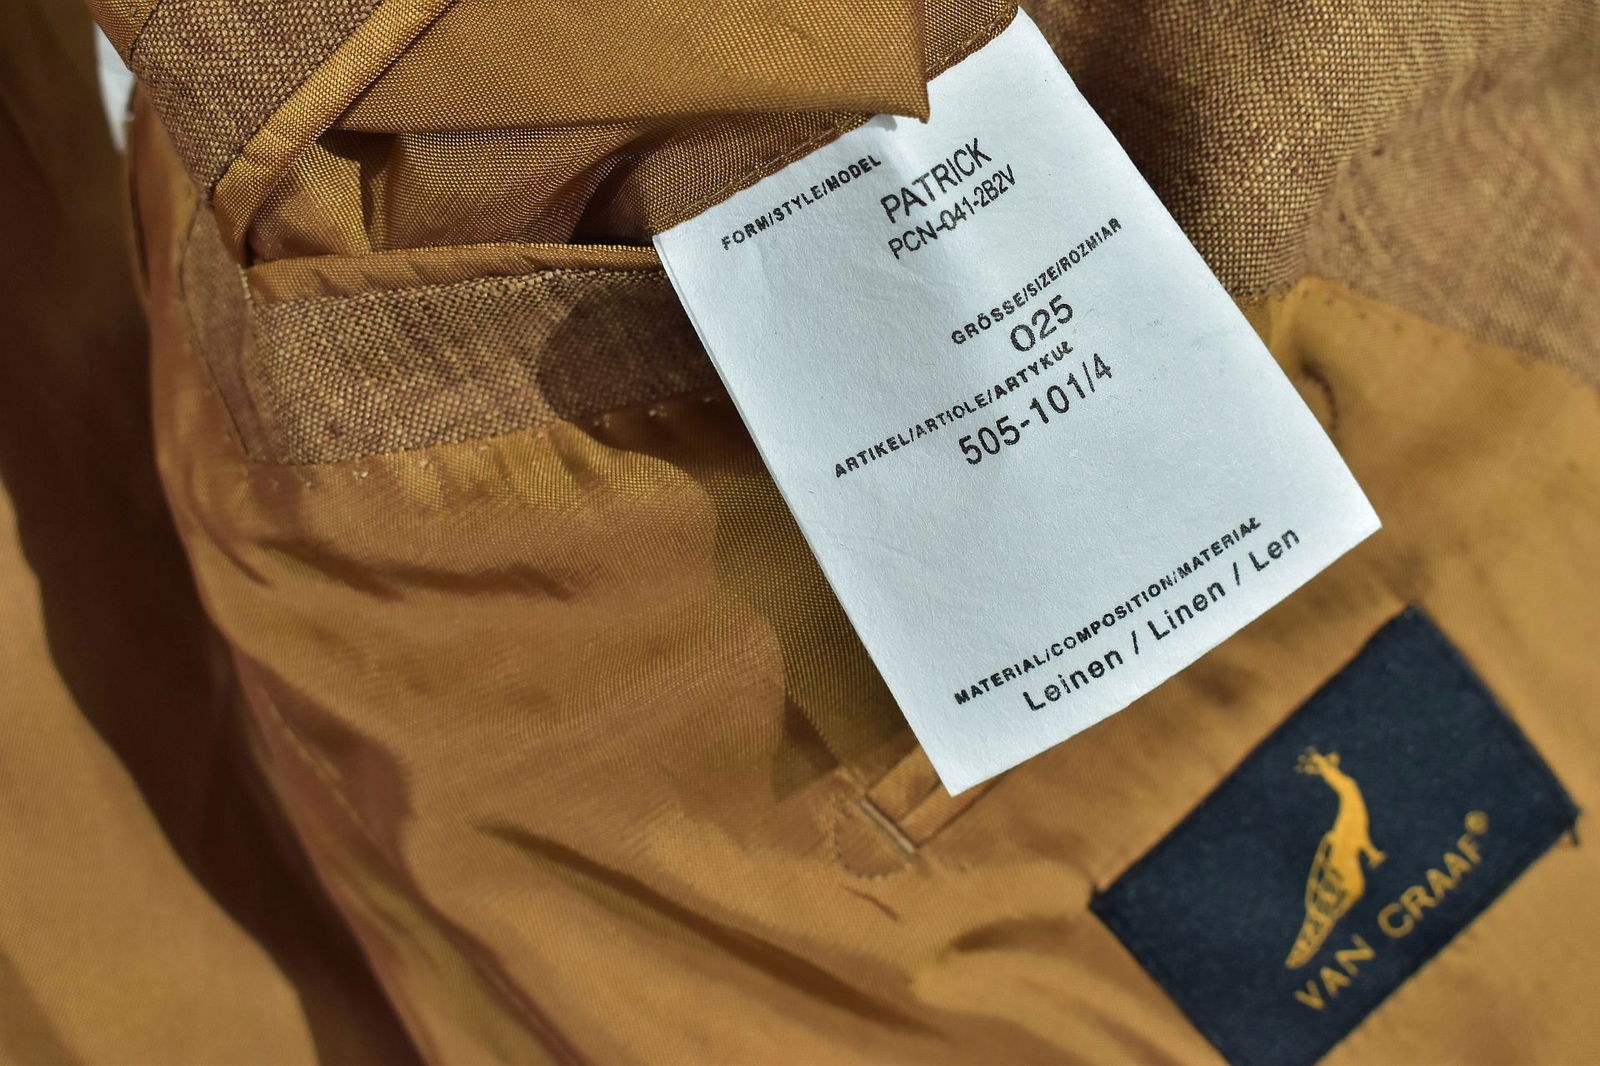 FORM/STYLE/MODEL
PATRICK
PCN-041-2B2V
GRÖSSE/SIZE/ROZMIAR
025
ARTIKEL/ARTIOLE/ARTYKUŁ
505-101/4
MATERIAL/COMPOSITION/MATERIAŁ
Leinen / Linen / Len
VAN GRAAF®